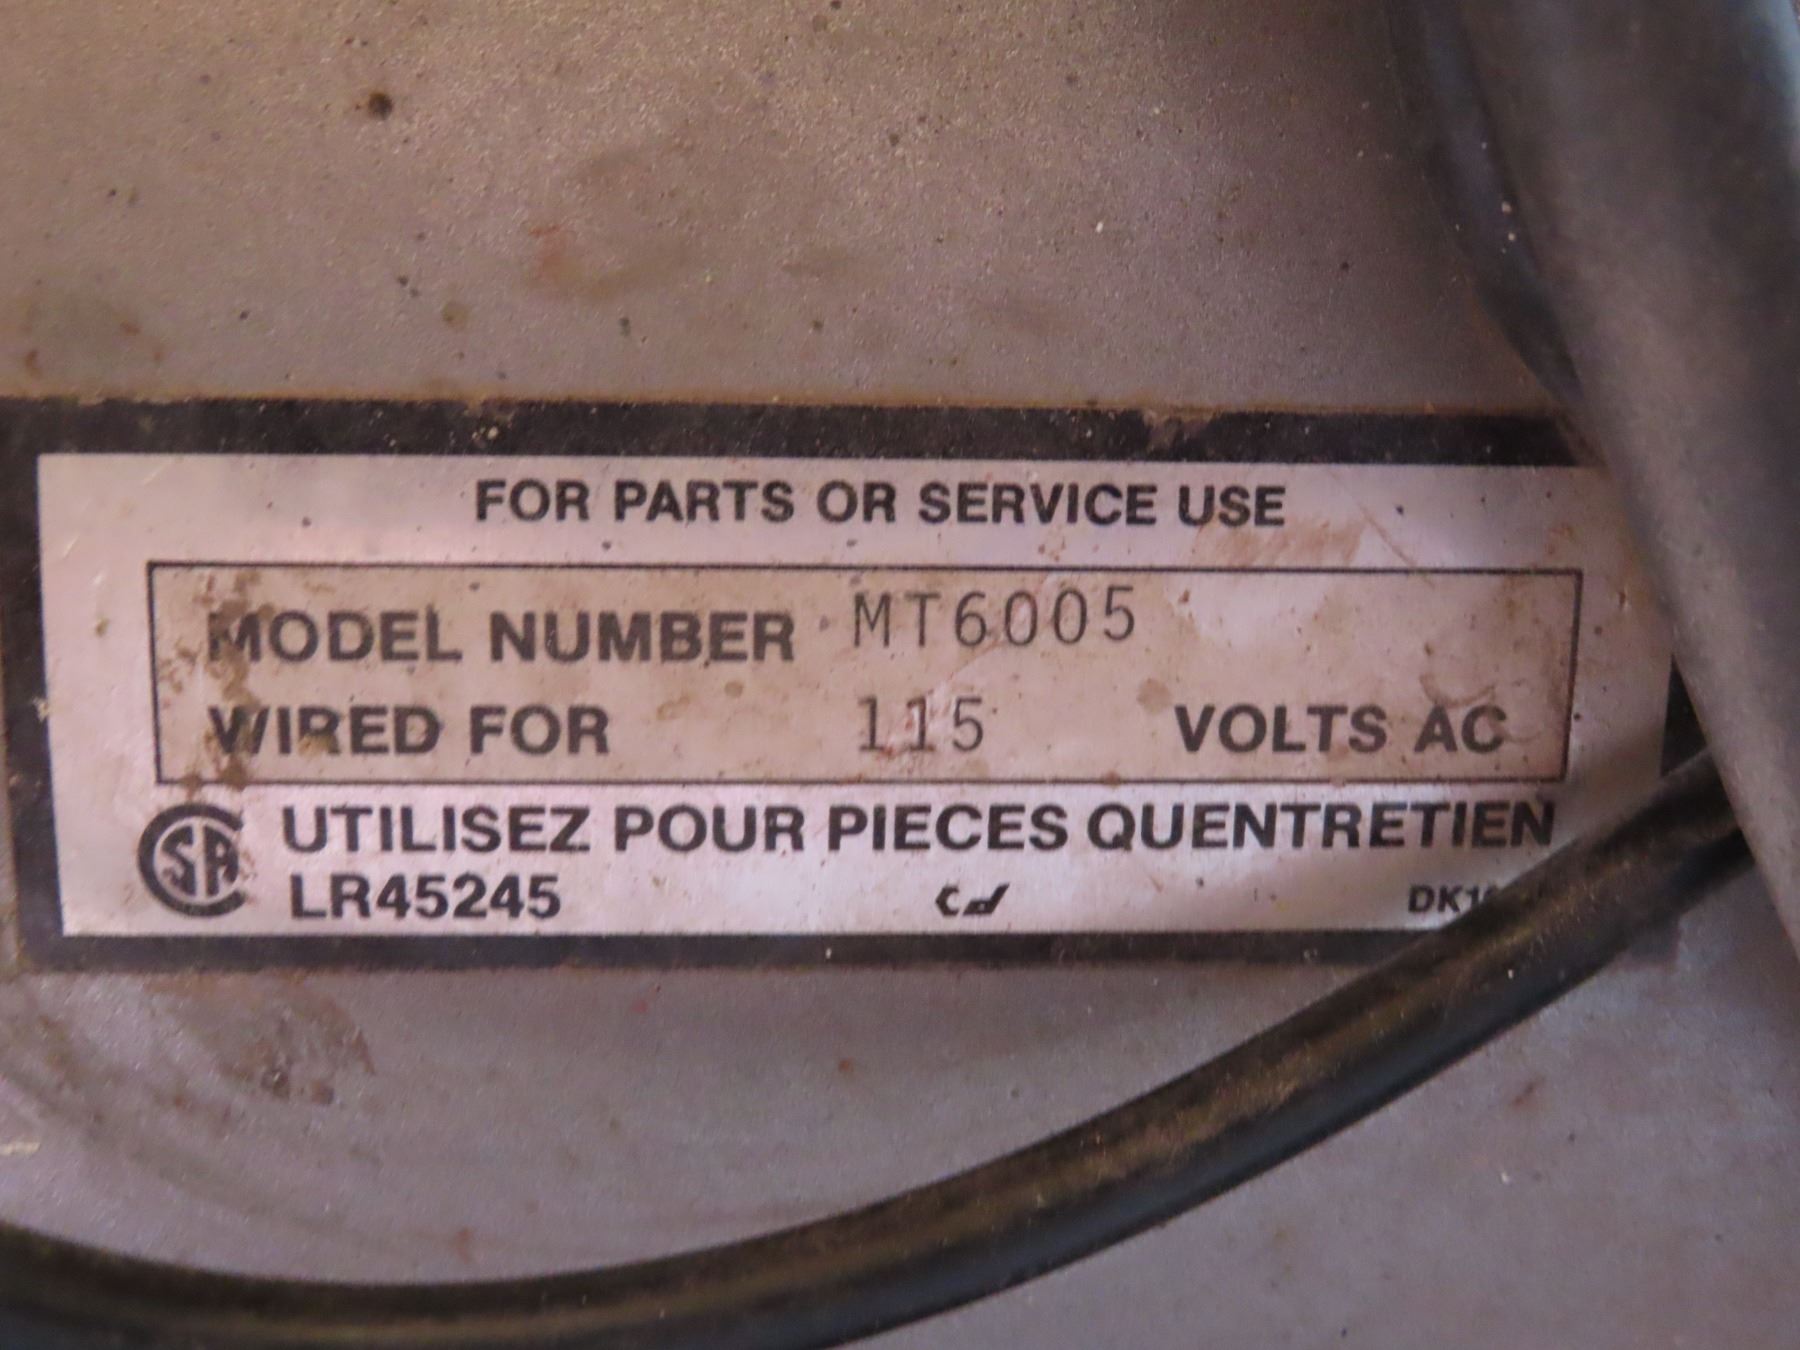 FOR PARTS OR SERVICE USE
MODEL NUMBER MT6005
WIRED FOR 115 VOLTS AC
UTILISEZ POUR PIECES QUENTRETIEN
LR45245